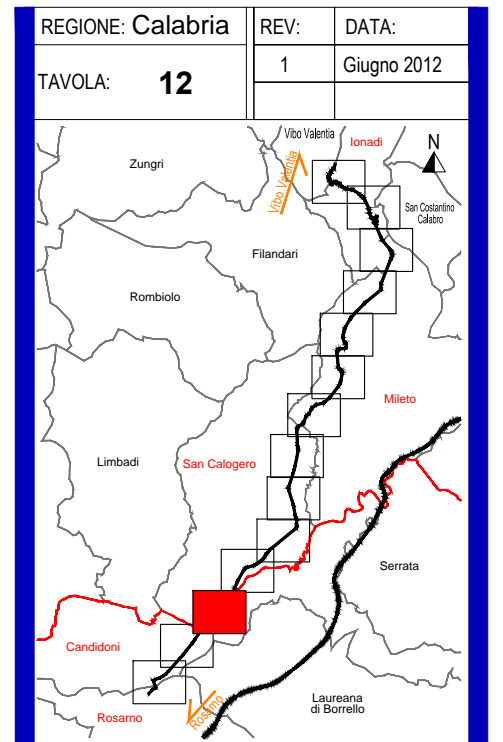 REGIONE: Calabria
REV:
DATA:
TAVOLA: 12
1
Giugno 2012
Vibo Valentia
Ionadi
N
Zungri
Vibo Valentia
San Costantino
Calabro
Filandari
Rombiolo
Mileto
Limbadi
San Calogero
Serrata
Candidoni
Laureana
di Borrello
Rosarno
Rosarno